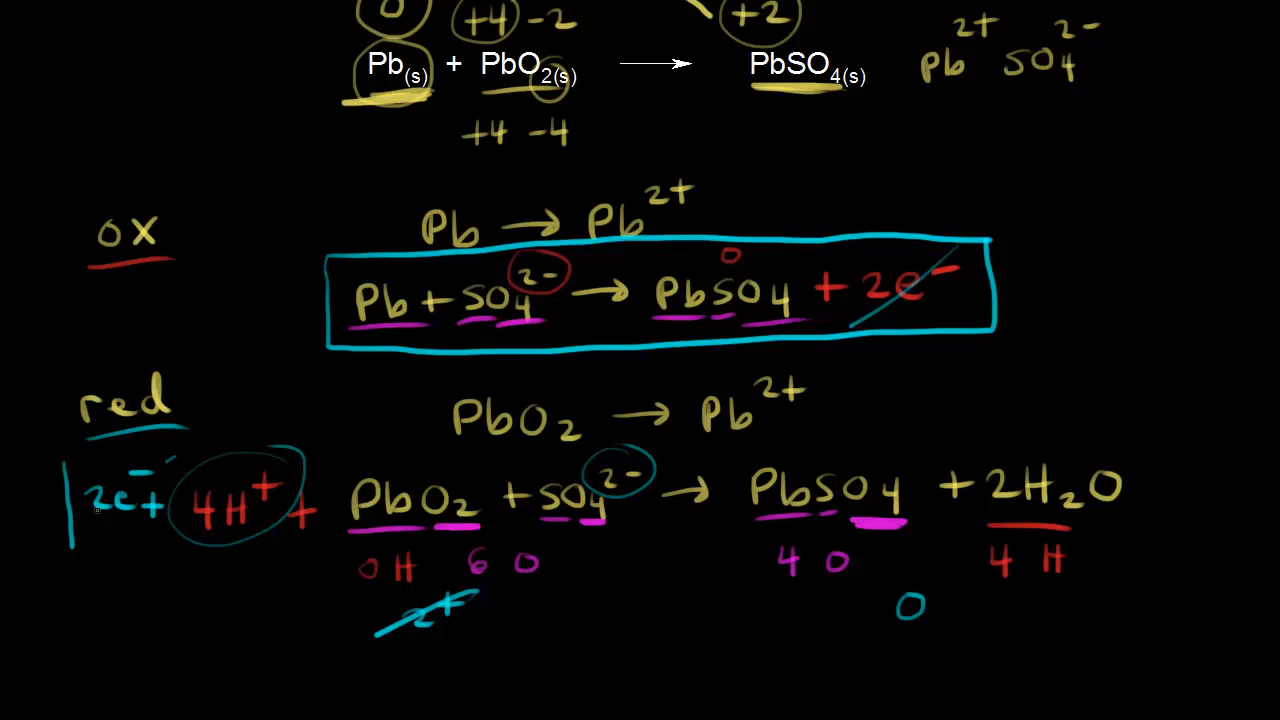 0 +4 -2 +2
Pb(s) + PbO2(s) ⟶ PbSO4(s) Pb²⁺ SO₄²⁻
+4 -4
ox Pb → Pb²⁺
0
Pb + SO₄²⁻ → PbSO₄ + 2e⁻
red PbO₂ → Pb²⁺
2e⁻ + 4H⁺ + PbO₂ + SO₄²⁻ → PbSO₄ + 2H₂O
0 H 6 O 4 O 4 H
2+ 0